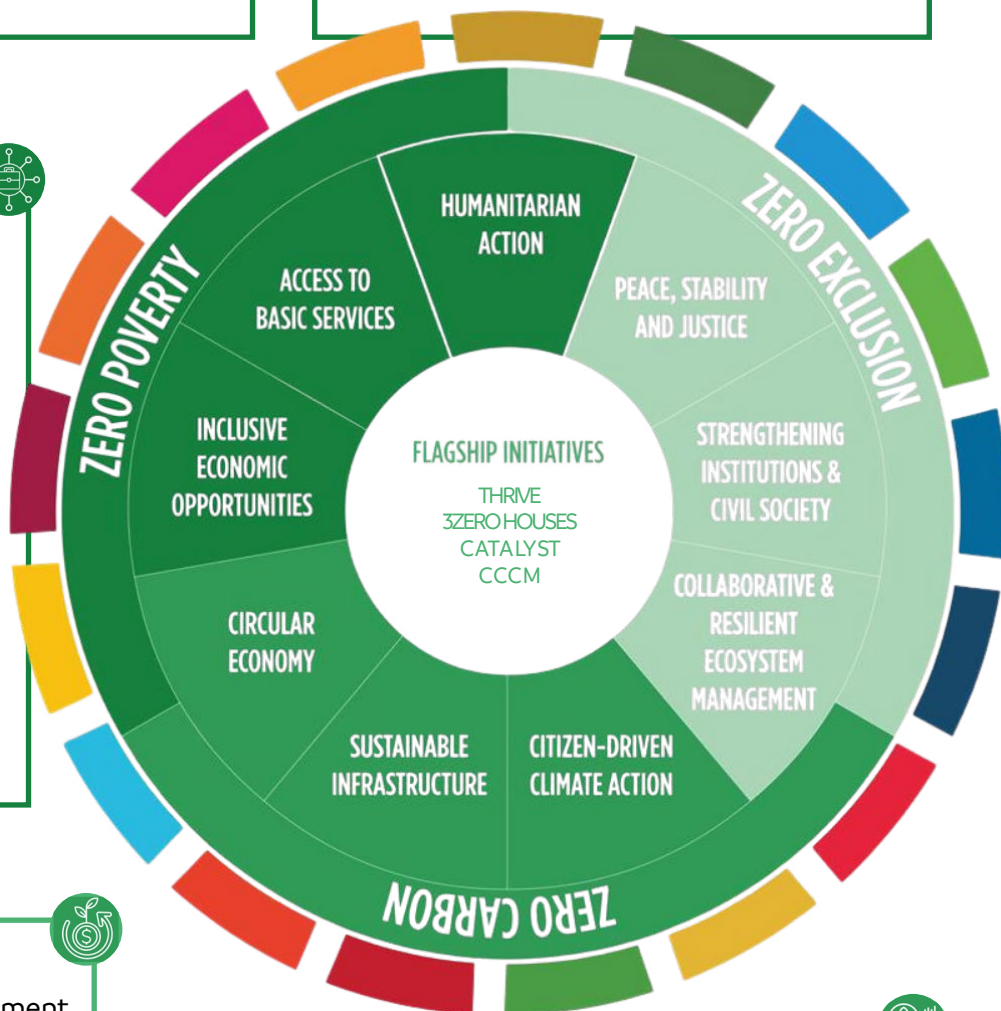 HUMANITARIAN
ACTION
ACCESS TO
BASIC SERVICES
PEACE, STABILITY
AND JUSTICE
ZERO POVERTY
ZERO EXCLUSION
INCLUSIVE
ECONOMIC
OPPORTUNITIES
FLAGSHIP INITIATIVES
THRIVE
3ZERO HOUSES
CATALYST
CCCM
STRENGTHENING
INSTITUTIONS &
CIVIL SOCIETY
COLLABORATIVE &
RESILIENT
ECOSYSTEM
MANAGEMENT
CIRCULAR
ECONOMY
SUSTAINABLE
INFRASTRUCTURE
CITIZEN-DRIVEN
CLIMATE ACTION
ZERO CARBON